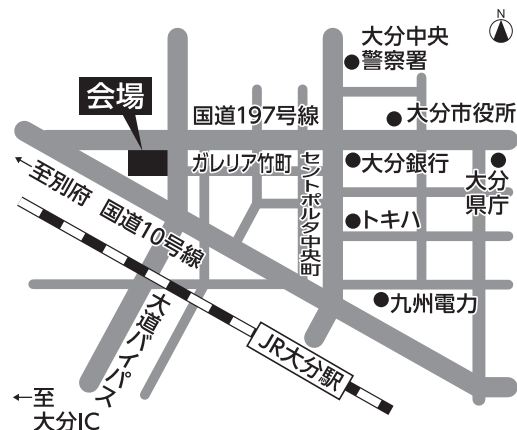 N
大分中央
警察署
会場
国道197号線
大分市役所
ガレリア竹町
セントポルタ中央町
大分銀行
大分
県庁
←至別府 国道10号線
トキハ
大道バイパス
九州電力
JR大分駅
←至
大分IC